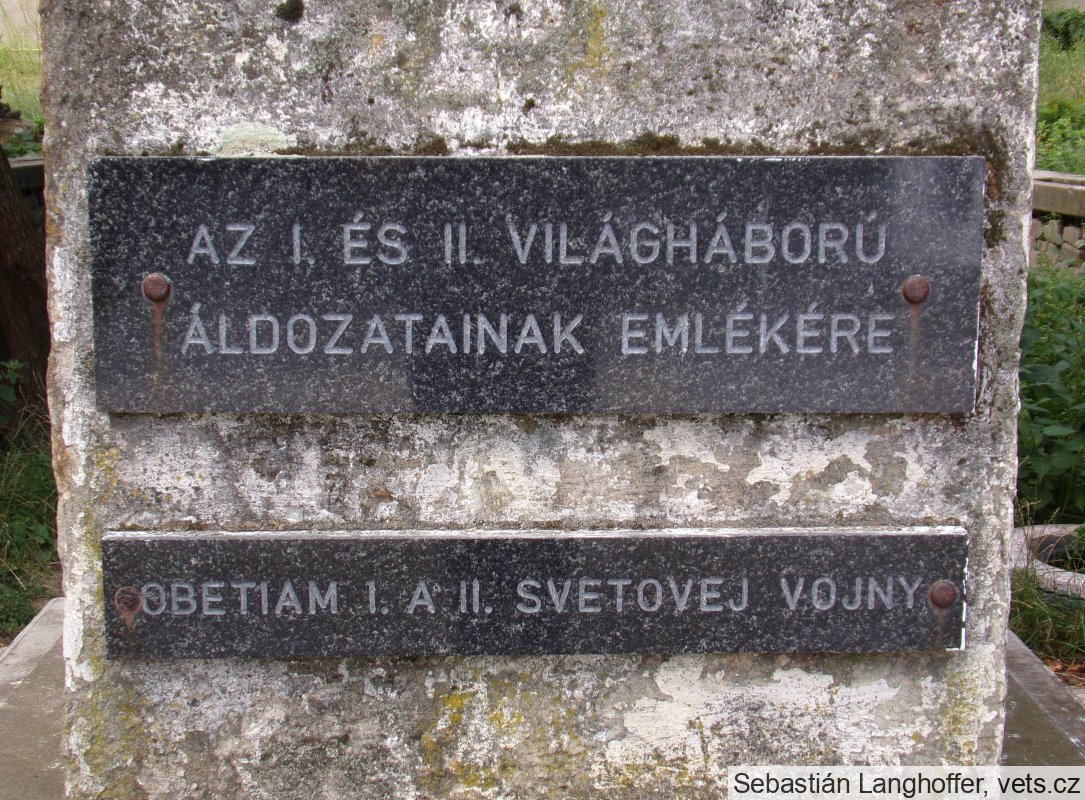 AZ I. ÉS II. VILÁGHÁBORÚ
ÁLDOZATAINAK EMLÉKÉRE
OBETIAM I. A II. SVETOVEJ VOJNY
Sebastián Langhoffer, vets.cz